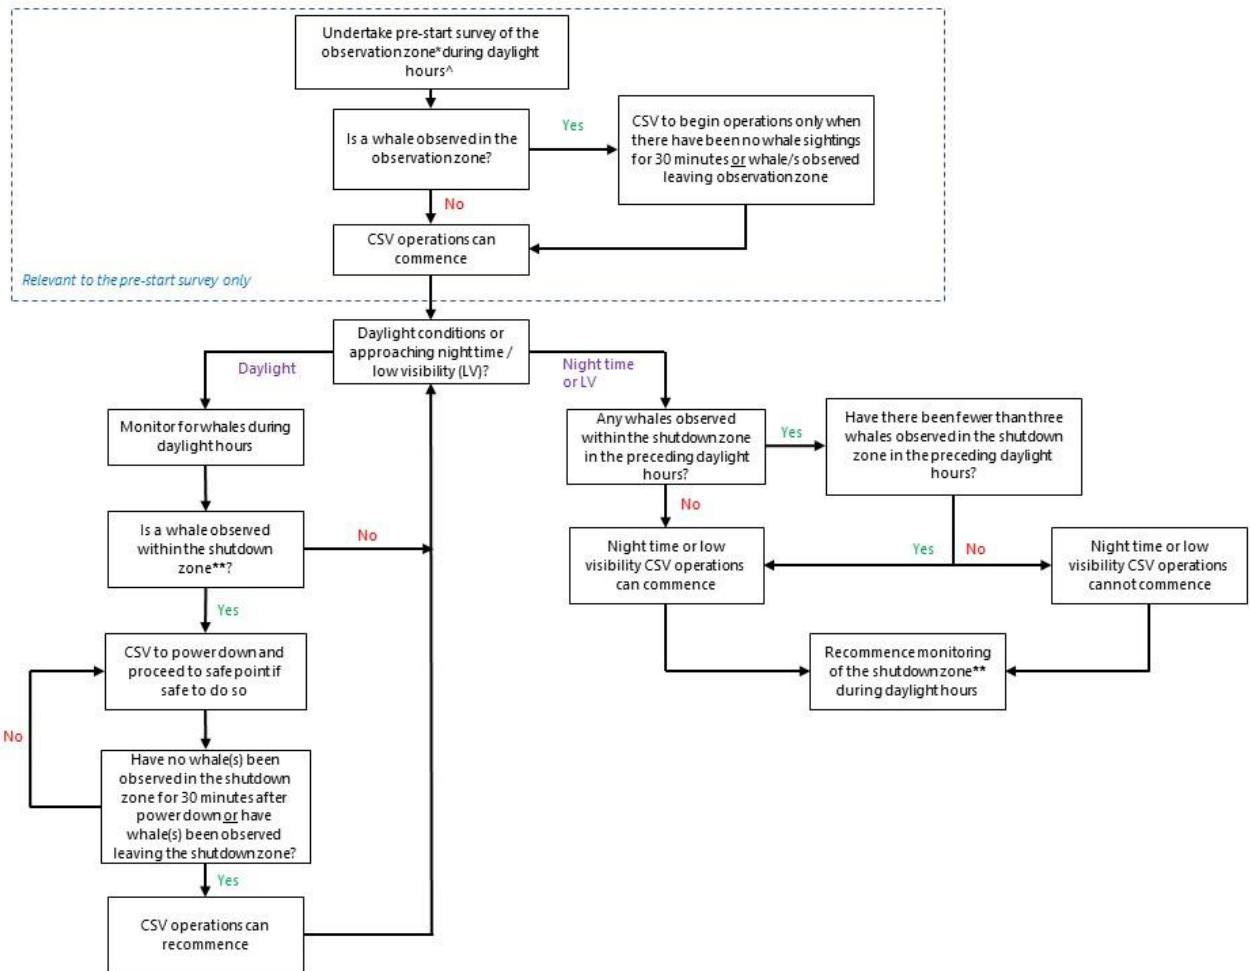 Undertake pre-start survey of the
observation zone*during daylight
hours^
Is a whale observed in the
observation zone?
Yes
CSV to begin operations only when
there have been no whale sightings
for 30 minutes or whale/s observed
leaving observation zone
No
CSV operations can
commence
Relevant to the pre-start survey only
Daylight conditions or
approaching night time /
low visibility (LV)?
Daylight
Night time
or LV
Monitor for whales during
daylight hours
Is a whale observed
within the shutdown
zone**?
No
Yes
CSV to power down and
proceed to safe point if
safe to do so
No
Have no whale(s) been
observed in the shutdown
zone for 30 minutes after
power down or have
whale(s) been observed
leaving the shutdown zone?
Yes
CSV operations can
recommence
Any whales observed
within the shutdown zone
in the preceding daylight
hours?
Yes
Have there been fewer than three
whales observed in the shutdown
zone in the preceding daylight
hours?
No
Night time or low
visibility CSV operations
can commence
Yes
No
Night time or low
visibility CSV operations
cannot commence
Recommence monitoring
of the shutdown zone**
during daylight hours